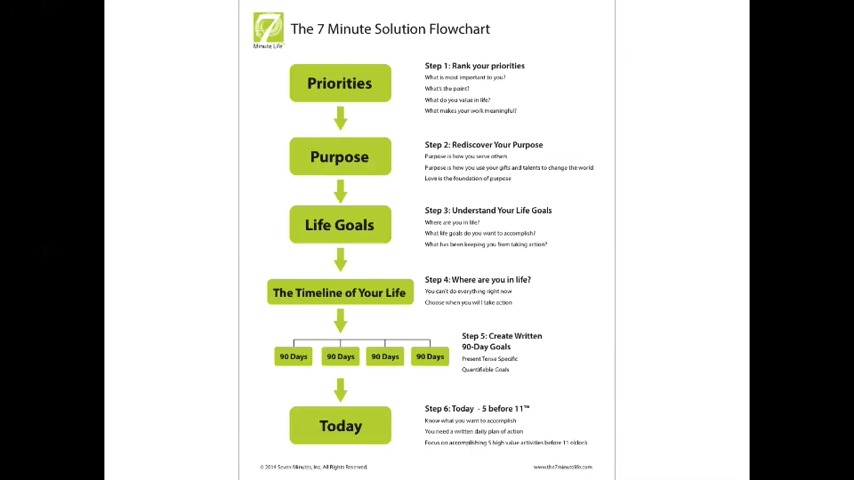 7
Minute Life
The 7 Minute Solution Flowchart
Priorities
Step 1: Rank your priorities
What is most important to you?
What's the point?
What do you value in life?
What makes your work meaningful?
Purpose
Step 2: Rediscover Your Purpose
Purpose is how you serve others
Purpose is how you use your gifts and talents to change the world
Love is the foundation of purpose
Life Goals
Step 3: Understand Your Life Goals
Where are you in life?
What life goals do you want to accomplish?
What has been keeping you from taking action?
The Timeline of Your Life
Step 4: Where are you in life?
You can't do everything right now
Choose when you will take action
90 Days 90 Days 90 Days 90 Days
Step 5: Create Written
90-Day Goals
Present Tense Specific
Quantifiable Goals
Today
Step 6: Today - 5 before 11™
Know what you want to accomplish
You need a written daily plan of action
Focus on accomplishing 5 high value activities before 11 o'clock
© 2014 Seven Minutes, Inc. All Rights Reserved.
www.the7minutelife.com